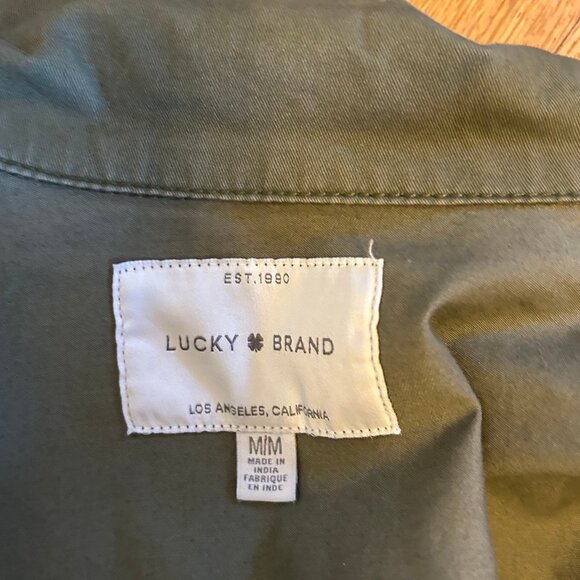 EST.1990
LUCKY BRAND
LOS ANGELES, CALIFORNIA
M/M
MADE IN
INDIA
FABRIQUE
EN INDE